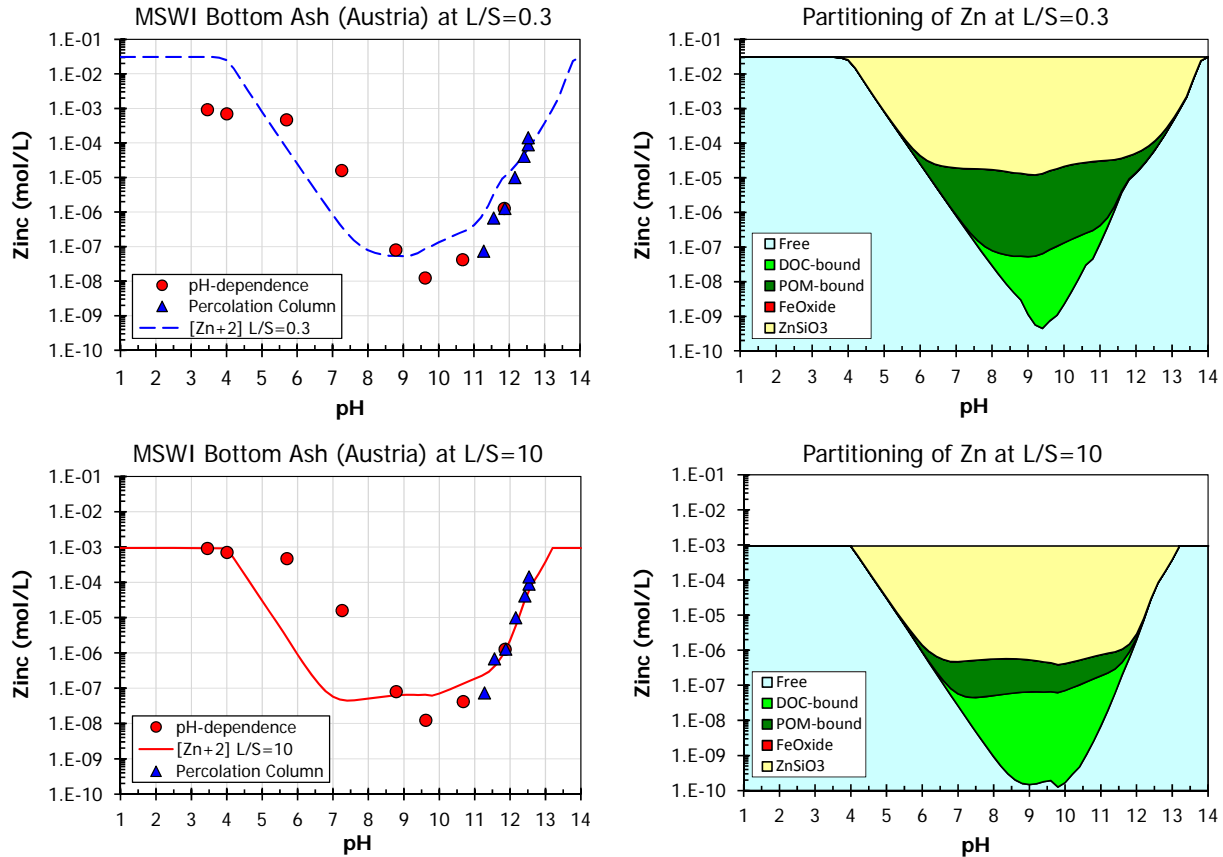 MSWI Bottom Ash (Austria) at L/S=0.3
Zinc (mol/L)
1.E-01
1.E-02
1.E-03
1.E-04
1.E-05
1.E-06
1.E-07
1.E-08
1.E-09
1.E-10
pH-dependence
Percolation Column
[Zn+2] L/S=0.3
1 2 3 4 5 6 7 8 9 10 11 12 13 14
pH
Partitioning of Zn at L/S=0.3
Zinc (mol/L)
1.E-01
1.E-02
1.E-03
1.E-04
1.E-05
1.E-06
1.E-07
1.E-08
1.E-09
1.E-10
Free
DOC-bound
POM-bound
FeOxide
ZnSiO3
1 2 3 4 5 6 7 8 9 10 11 12 13 14
pH
MSWI Bottom Ash (Austria) at L/S=10
Zinc (mol/L)
1.E-01
1.E-02
1.E-03
1.E-04
1.E-05
1.E-06
1.E-07
1.E-08
1.E-09
1.E-10
pH-dependence
[Zn+2] L/S=10
Percolation Column
1 2 3 4 5 6 7 8 9 10 11 12 13 14
pH
Partitioning of Zn at L/S=10
Zinc (mol/L)
1.E-01
1.E-02
1.E-03
1.E-04
1.E-05
1.E-06
1.E-07
1.E-08
1.E-09
1.E-10
Free
DOC-bound
POM-bound
FeOxide
ZnSiO3
1 2 3 4 5 6 7 8 9 10 11 12 13 14
pH